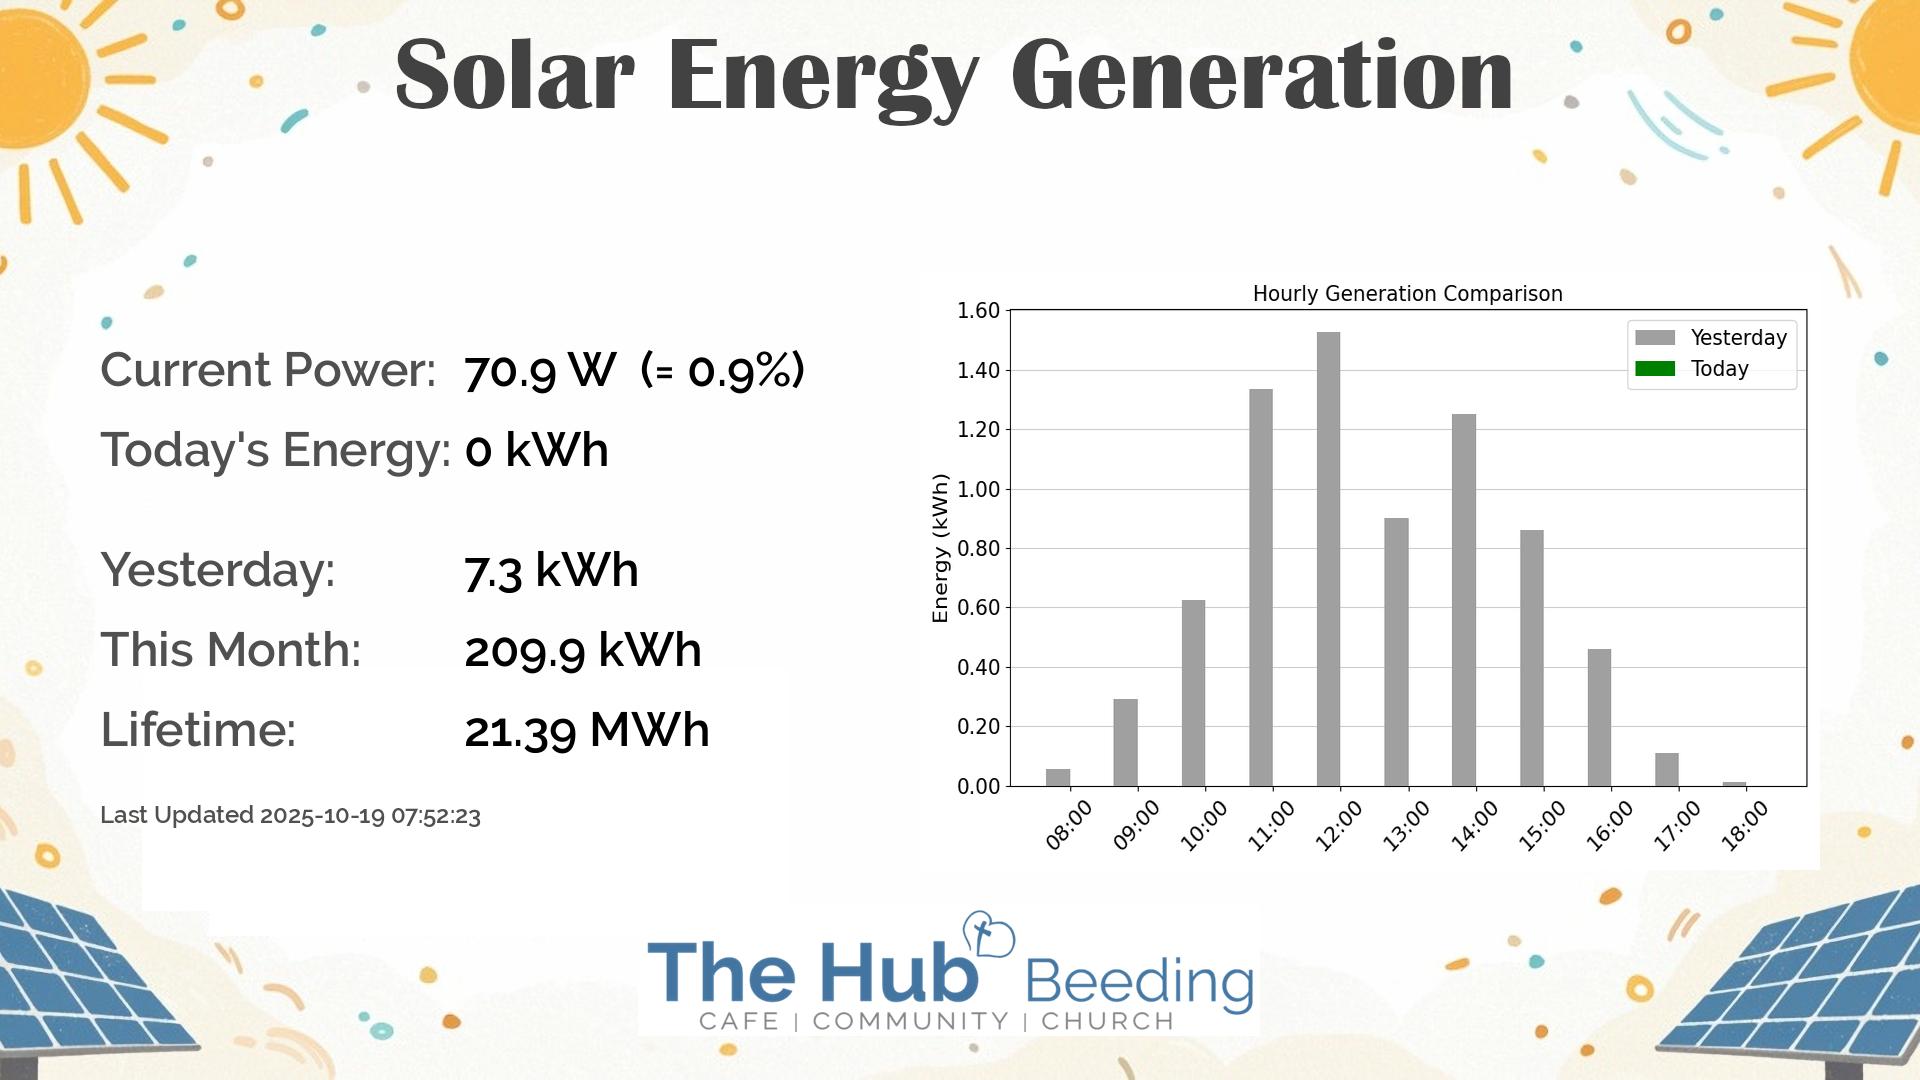 Solar Energy Generation
Current Power: 70.9 W (= 0.9%)
Today's Energy: 0 kWh
Yesterday: 7.3 kWh
This Month: 209.9 kWh
Lifetime: 21.39 MWh
Last Updated 2025-10-19 07:52:23
Hourly Generation Comparison
Yesterday
Today
Energy (kWh)
1.60
1.40
1.20
1.00
0.80
0.60
0.40
0.20
0.00
08:00 09:00 10:00 11:00 12:00 13:00 14:00 15:00 16:00 17:00 18:00
The Hub Beeding
CAFE | COMMUNITY | CHURCH